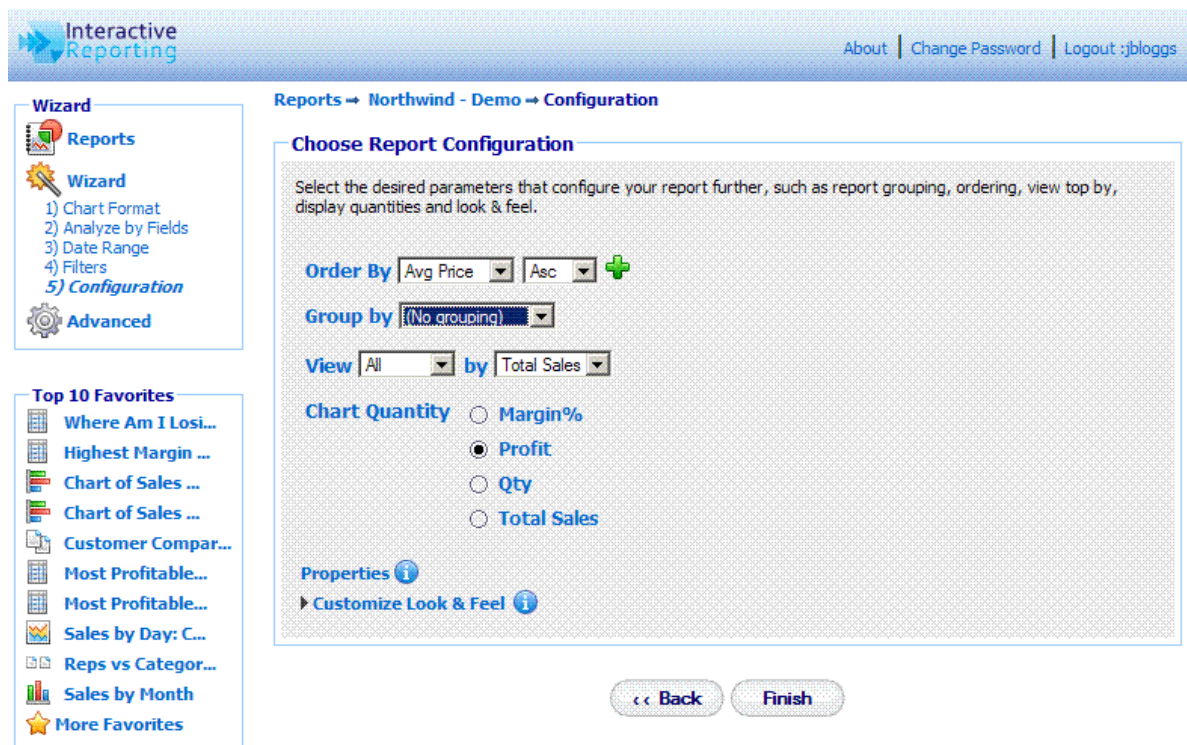 Interactive
Reporting
About | Change Password | Logout :jbloggs
Wizard
Reports
Wizard
1) Chart Format
2) Analyze by Fields
3) Date Range
4) Filters
5) Configuration
Advanced
Top 10 Favorites
Where Am I Losi...
Highest Margin ...
Chart of Sales ...
Chart of Sales ...
Customer Compar...
Most Profitable...
Most Profitable...
Sales by Day: C...
Reps vs Categor...
Sales by Month
More Favorites
Reports → Northwind - Demo → Configuration
Choose Report Configuration
Select the desired parameters that configure your report further, such as report grouping, ordering, view top by,
display quantities and look & feel.
Order By Avg Price Asc
Group by (No grouping)
View All by Total Sales
Chart Quantity
Margin%
Profit
Qty
Total Sales
Properties
Customize Look & Feel
‹‹ Back
Finish